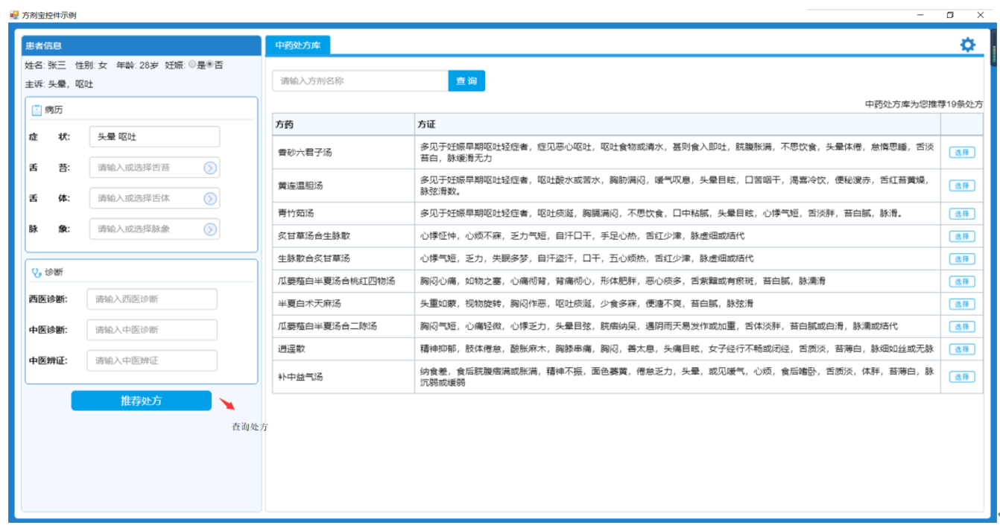 方剂宝控件示例
患者信息
姓名: 张三 性别: 女 年龄: 28岁 妊娠: 是 否
主诉: 头晕，呕吐
病历
症 状: 头晕 呕吐
舌 苔: 请输入或选择舌苔
舌 体: 请输入或选择舌体
脉 象: 请输入或选择脉象
诊断
西医诊断: 请输入西医诊断
中医诊断: 请输入中医诊断
中医辨证: 请输入中医辨证
推荐处方
查询处方
中药处方库
请输入方剂名称 查 询
中药处方库为您推荐19条处方
方药 方证
香砂六君子汤 多见于妊娠早期呕吐轻症者，症见恶心呕吐，呕吐食物或清水，甚则食入即吐，脘腹胀满，不思饮食，头晕体倦，怠惰思睡，舌淡
苔白，脉缓滑无力 选择
黄连温胆汤 多见于妊娠早期呕吐轻症者，呕吐酸水或苦水，胸胁满闷，嗳气叹息，头晕目眩，口苦咽干，渴喜冷饮，便秘溲赤，舌红苔黄燥，
脉弦滑数。 选择
青竹茹汤 多见于妊娠早期呕吐轻症者，呕吐痰涎，胸膈满闷，不思饮食，口中粘腻，头晕目眩，心悸气短，舌淡胖，苔白腻，脉滑。 选择
炙甘草汤合生脉散 心悸怔忡，心烦不寐，乏力气短，自汗口干，手足心热，舌红少津，脉虚细或结代 选择
生脉散合炙甘草汤 心悸气短，乏力，失眠多梦，自汗盗汗，口干，五心烦热，舌红少津，脉虚细或结代 选择
瓜蒌薤白半夏汤合桃红四物汤 胸闷心痛，如物之塞，心痛彻背，背痛彻心，形体肥胖，恶心痰多，舌紫黯或有瘀斑，苔白腻，脉濡滑 选择
半夏白术天麻汤 头重如蒙，视物旋转，胸闷作恶，呕吐痰涎，少食多寐，便溏不爽，苔白腻，脉弦滑 选择
瓜蒌薤白半夏汤合二陈汤 胸闷气短，心痛轻微，心悸乏力，头晕目眩，脘痞纳呆，遇阴雨天易发作或加重，舌体淡胖，苔白腻或白滑，脉濡或结代 选择
逍遥散 精神抑郁，肢体倦怠，酸胀麻木，胸膝串痛，胸闷，善太息，头痛目眩，女子经行不畅或闭经，舌质淡，苔薄白，脉细如丝或无脉 选择
补中益气汤 纳食差，食后脘腹痞满或胀满，精神不振，面色萎黄，倦怠乏力，头晕，或见嗳气，心烦，食后嗜卧，舌质淡，体胖，苔薄白，脉
沉弱或缓弱 选择